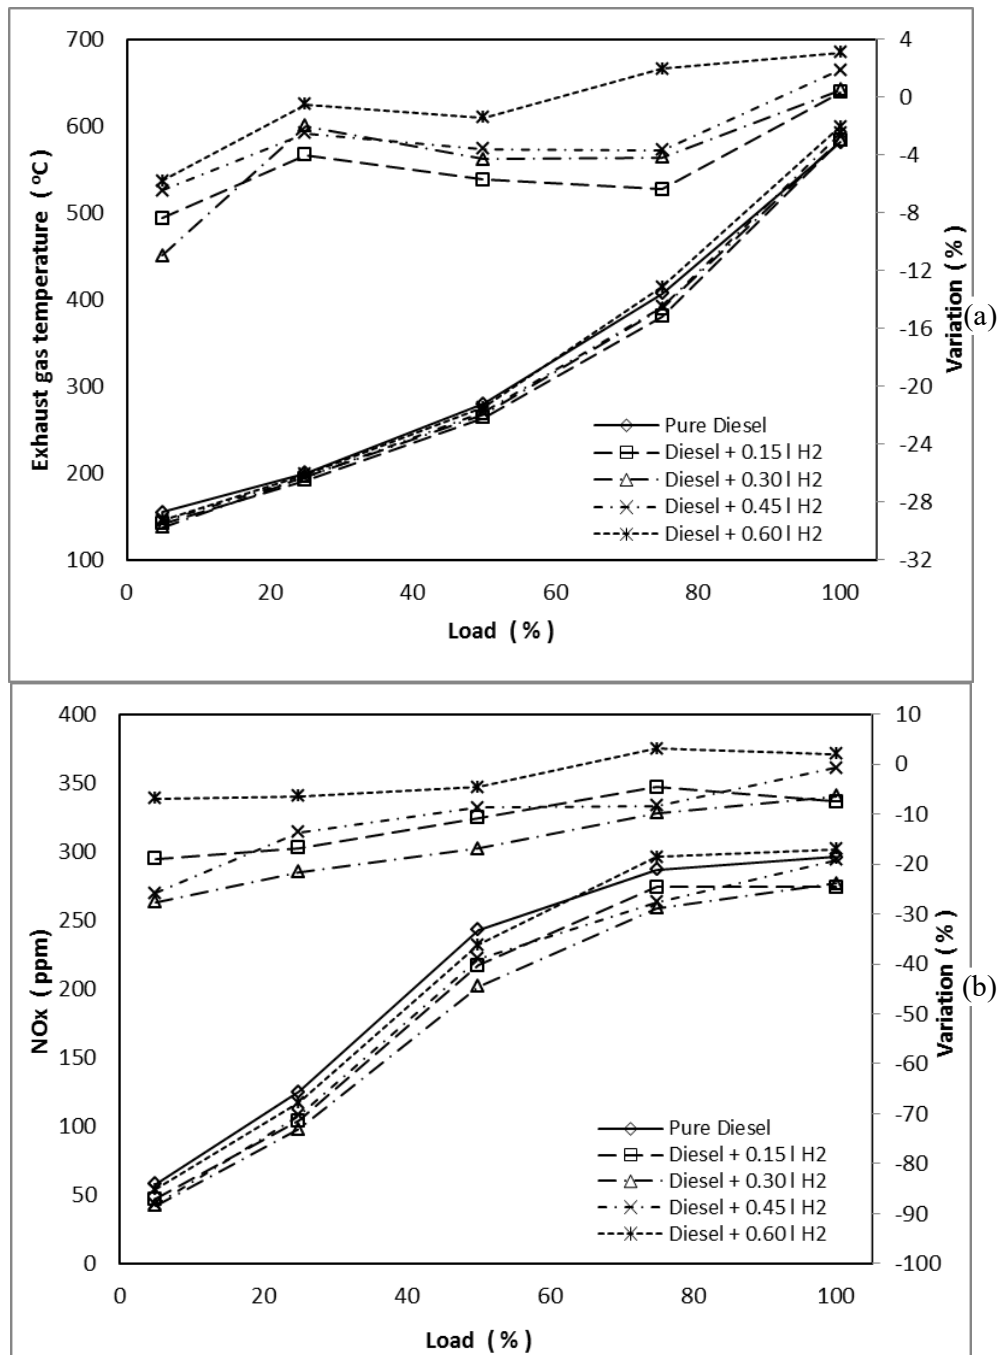 700
600
500
400
300
200
100
4
0
-4
-8
-12
-16
-20
-24
-28
-32
0
20
40
60
80
100
Exhaust gas temperature ( ºC )
Variation ( % )
(a)
Load ( % )
Pure Diesel
Diesel + 0.15 l H2
Diesel + 0.30 l H2
Diesel + 0.45 l H2
Diesel + 0.60 l H2
400
350
300
250
200
150
100
50
0
10
0
-10
-20
-30
-40
-50
-60
-70
-80
-90
-100
0
20
40
60
80
100
NOx ( ppm)
Variation ( % )
(b)
Load ( % )
Pure Diesel
Diesel + 0.15 l H2
Diesel + 0.30 l H2
Diesel + 0.45 l H2
Diesel + 0.60 l H2